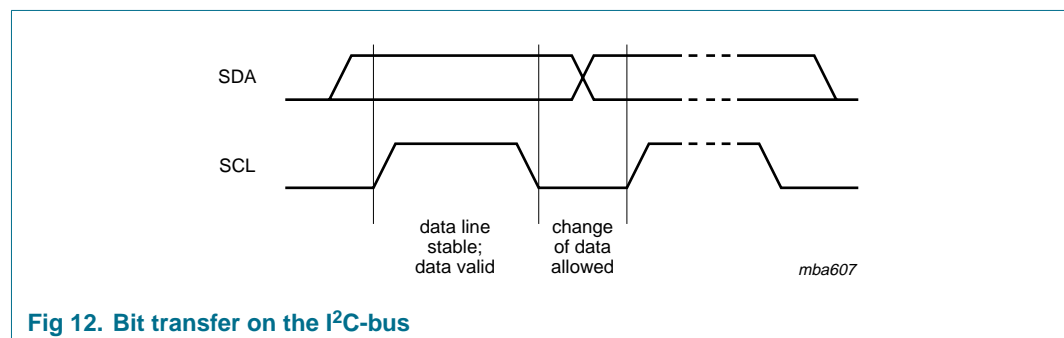 SDA
SCL
data line
stable;
data valid
change
of data
allowed
mba607
Fig 12. Bit transfer on the I²C-bus